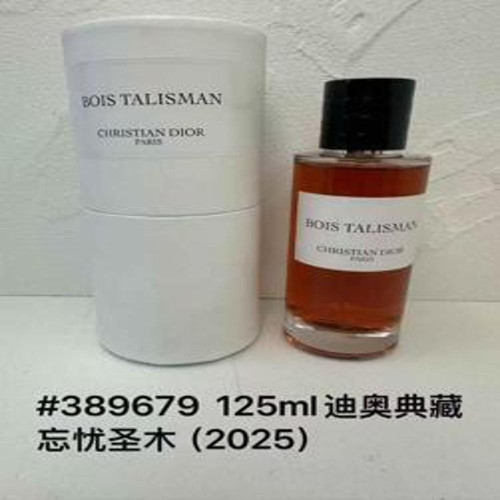 BOIS TALISMAN
CHRISTIAN DIOR
PARIS
BOIS TALISMAN
CHRISTIAN DIOR
PARIS
#389679 125ml迪奥典藏
忘忧圣木（2025）